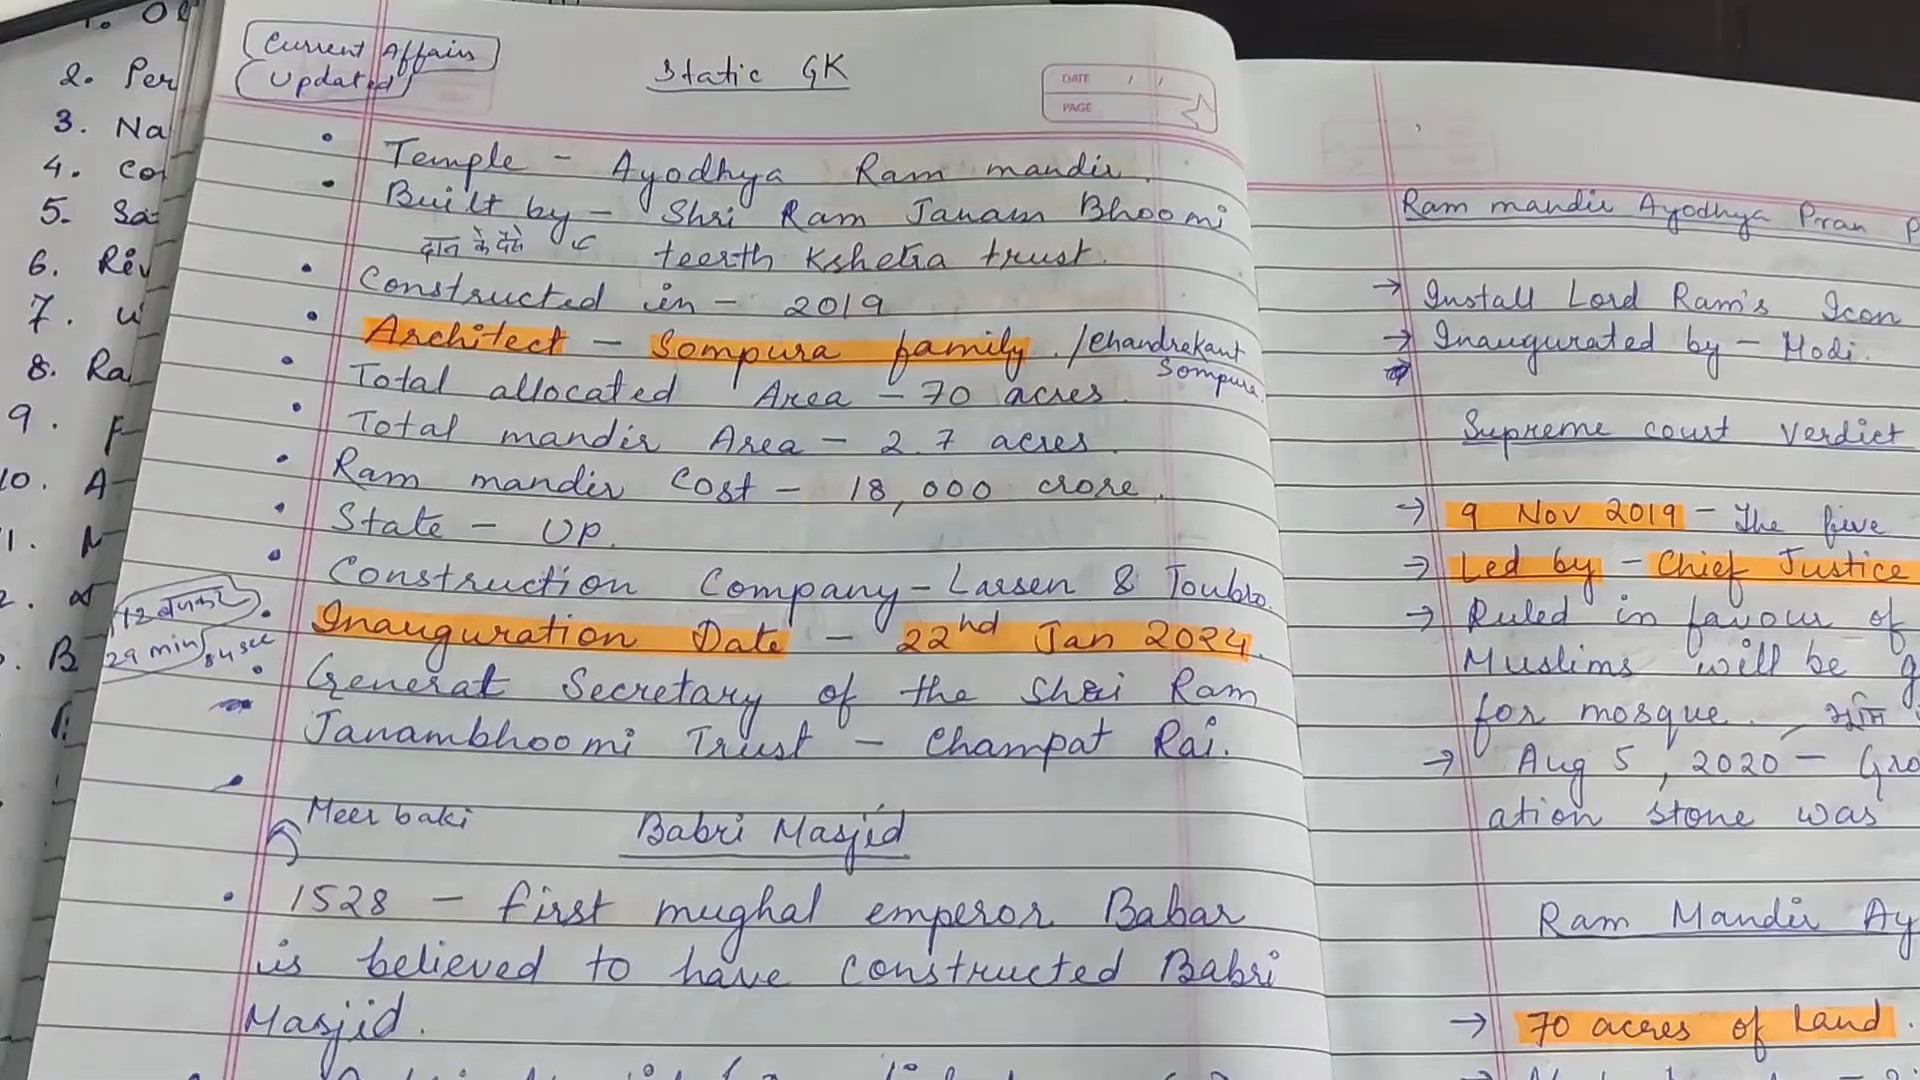 Current Affairs
(Updated)
Static GK
DATE / /
PAGE
Temple - Ayodhya Ram mandir.
Built by - Shri Ram Janam Bhoomi
teerth Kshetra trust.
Constructed in - 2019
Architect - Sompura family. / Chandrakant
Sompura.
Total allocated Area - 70 acres.
Total mandir Area - 2.7 acres.
Ram mandir Cost - 18,000 crore.
State - UP.
Construction Company - Larsen & Toubro.
Inauguration Date - 22nd Jan 2024.
29 min 84 sec
General Secretary of the Shri Ram
Janambhoomi Trust - Champat Rai.
Meer baki
Babri Masjid
1528 - first mughal emperor Babar
is believed to have constructed Babri
Masjid.
Ram mandir Ayodhya Pran P
→ Install Lord Ram's Icon
→ Inaugurated by - Modi.
Supreme court Verdict
→ 9 Nov 2019 - The five
→ Led by - Chief Justice
→ Ruled in favour of
Muslims will be g
for mosque.
→ Aug 5, 2020 - Gro
ation stone was
Ram Mandir Ay
→ 70 acres of Land.
2. Per
3. Na
4. Co
5. Sa
6. Riv
7. 
8. Ra
9. F
10. A